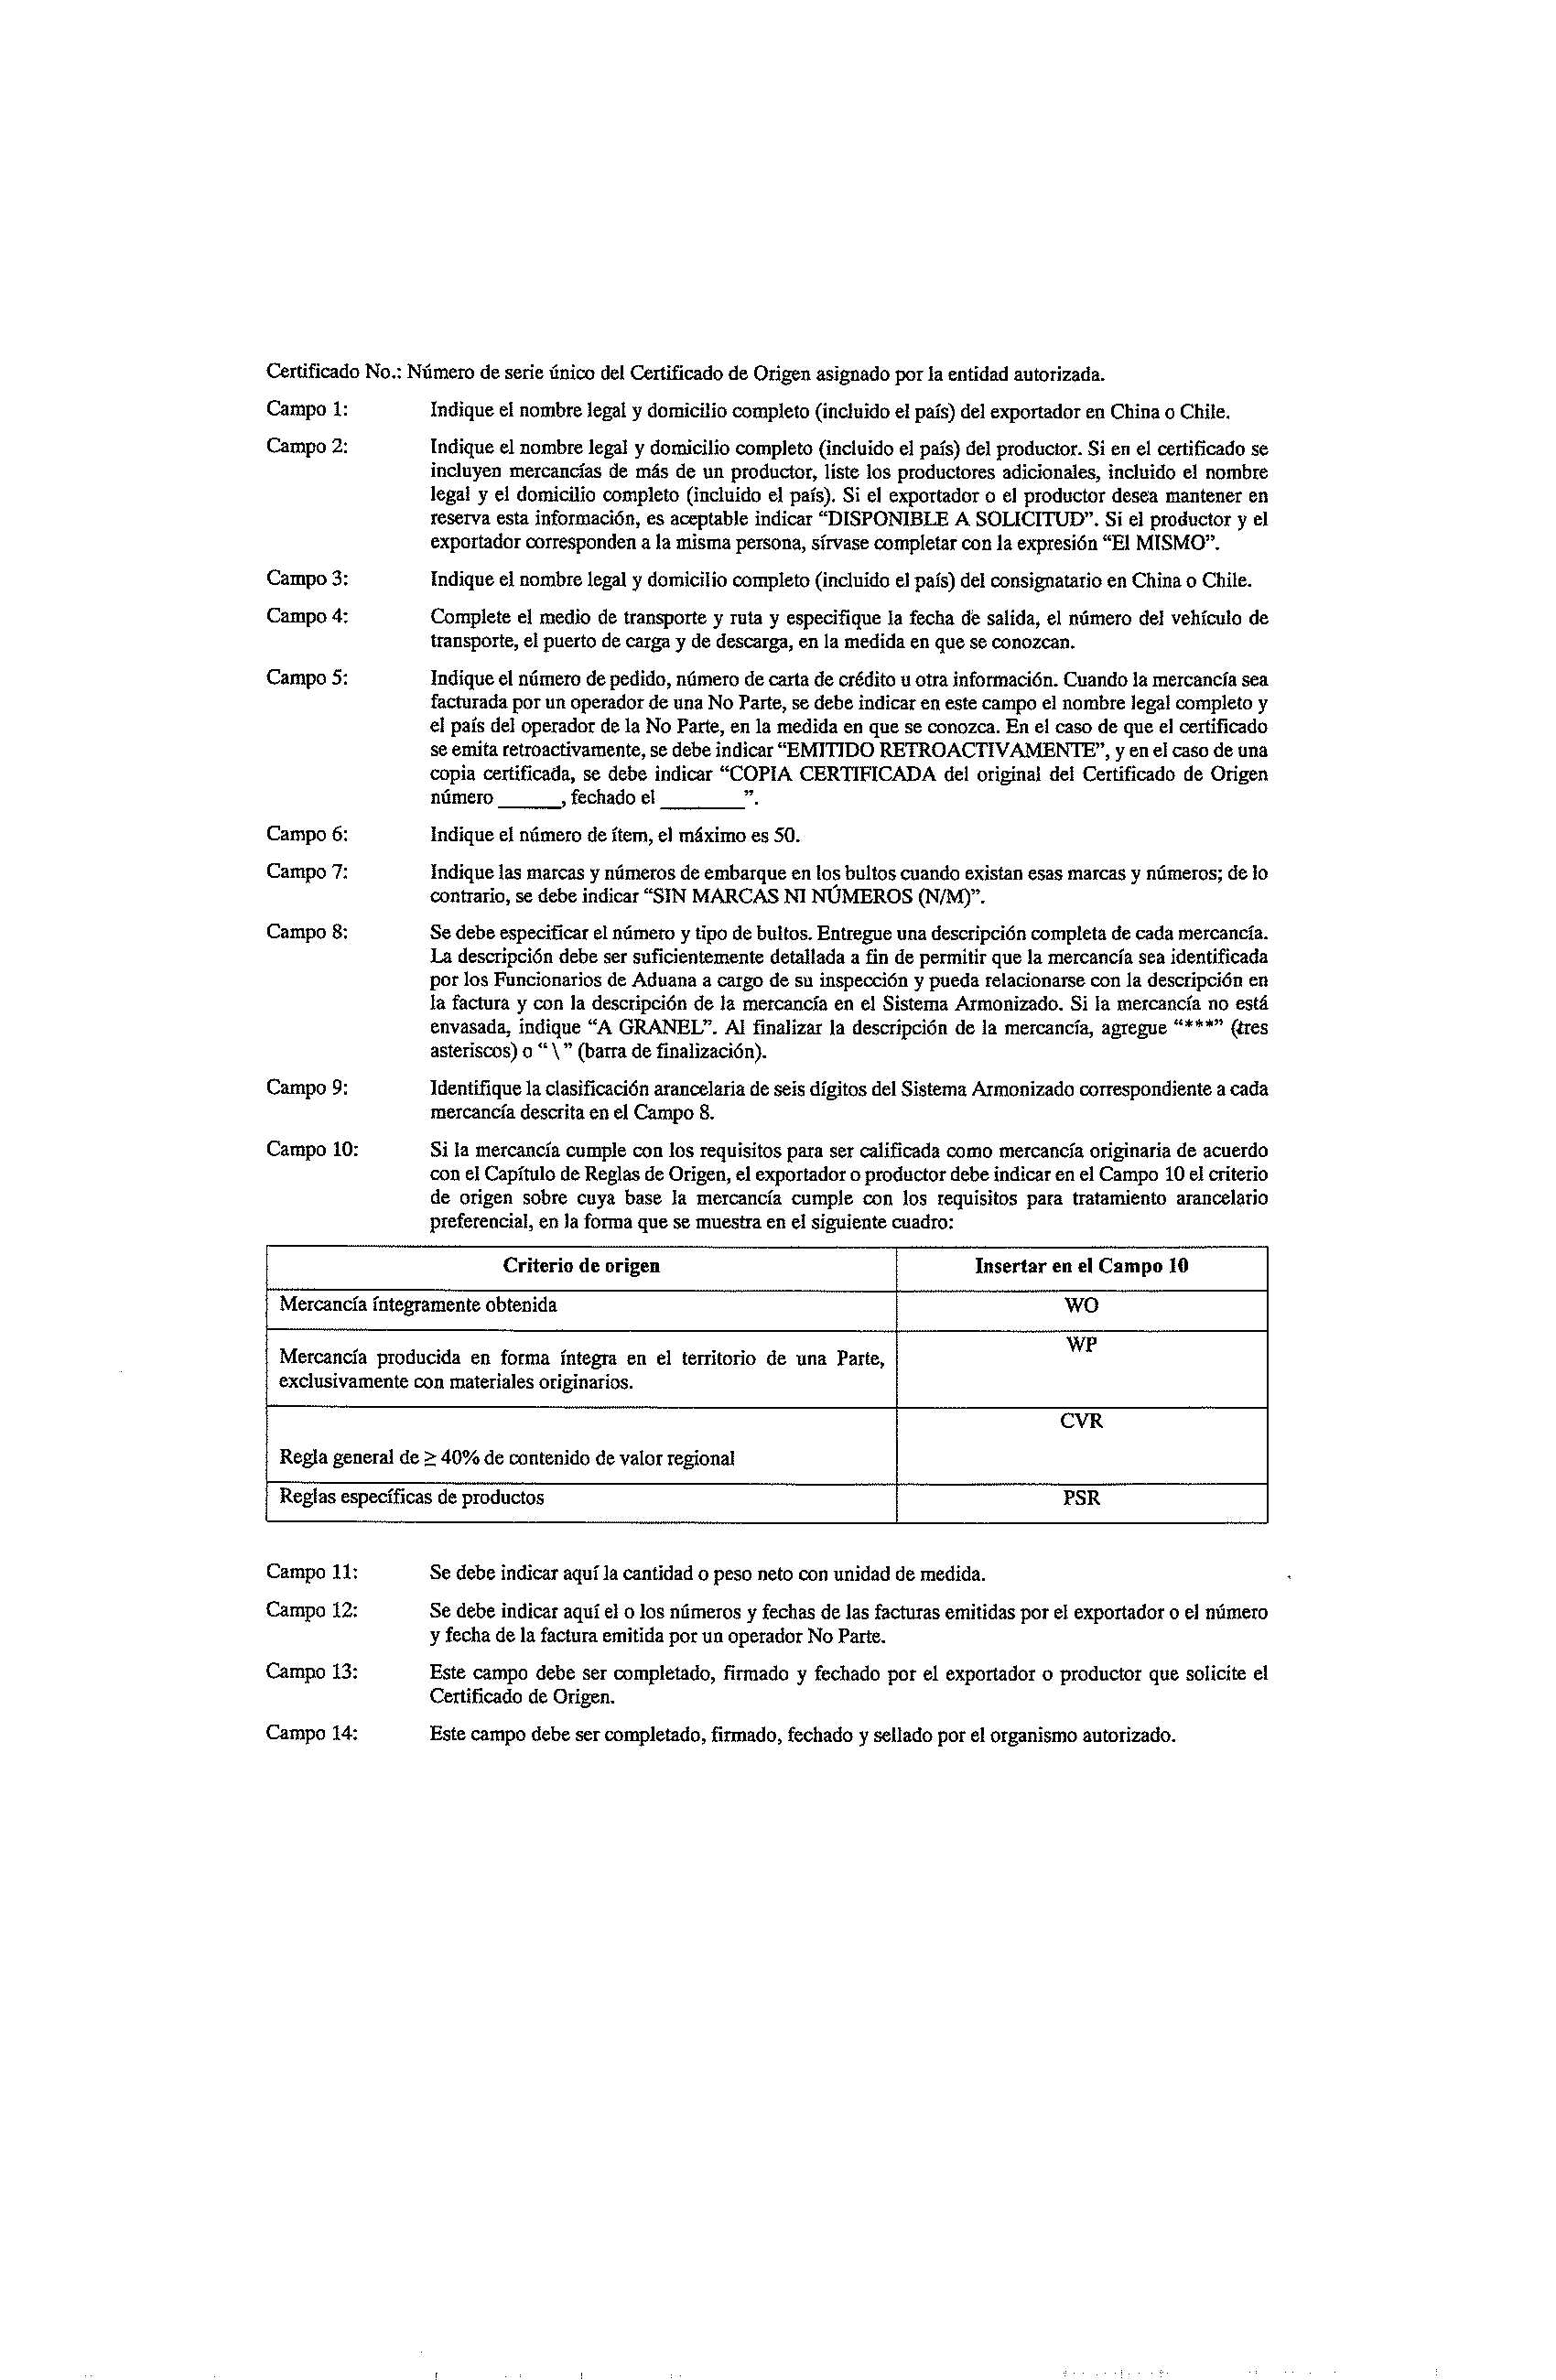 Certificado No.: Número de serie único del Certificado de Origen asignado por la entidad autorizada.
Campo 1: Indique el nombre legal y domicilio completo (incluido el país) del exportador en China o Chile.
Campo 2: Indique el nombre legal y domicilio completo (incluido el país) del productor. Si en el certificado se
incluyen mercancías de más de un productor, liste los productores adicionales, incluido el nombre
legal y el domicilio completo (incluido el país). Si el exportador o el productor desea mantener en
reserva esta información, es aceptable indicar “DISPONIBLE A SOLICITUD”. Si el productor y el
exportador corresponden a la misma persona, sírvase completar con la expresión “El MISMO”.
Campo 3: Indique el nombre legal y domicilio completo (incluido el país) del consignatario en China o Chile.
Campo 4: Complete el medio de transporte y ruta y especifique la fecha de salida, el número del vehículo de
transporte, el puerto de carga y de descarga, en la medida en que se conozcan.
Campo 5: Indique el número de pedido, número de carta de crédito u otra información. Cuando la mercancía sea
facturada por un operador de una No Parte, se debe indicar en este campo el nombre legal completo y
el país del operador de la No Parte, en la medida en que se conozca. En el caso de que el certificado
se emita retroactivamente, se debe indicar “EMITIDO RETROACTIVAMENTE”, y en el caso de una
copia certificada, se debe indicar “COPIA CERTIFICADA del original del Certificado de Origen
número ______, fechado el ________”.
Campo 6: Indique el número de ítem, el máximo es 50.
Campo 7: Indique las marcas y números de embarque en los bultos cuando existan esas marcas y números; de lo
contrario, se debe indicar “SIN MARCAS NI NÚMEROS (N/M)”.
Campo 8: Se debe especificar el número y tipo de bultos. Entregue una descripción completa de cada mercancía.
La descripción debe ser suficientemente detallada a fin de permitir que la mercancía sea identificada
por los Funcionarios de Aduana a cargo de su inspección y pueda relacionarse con la descripción en
la factura y con la descripción de la mercancía en el Sistema Armonizado. Si la mercancía no está
envasada, indique “A GRANEL”. Al finalizar la descripción de la mercancía, agregue “***” (tres
asteriscos) o “ \ ” (barra de finalización).
Campo 9: Identifique la clasificación arancelaria de seis dígitos del Sistema Armonizado correspondiente a cada
mercancía descrita en el Campo 8.
Campo 10: Si la mercancía cumple con los requisitos para ser calificada como mercancía originaria de acuerdo
con el Capítulo de Reglas de Origen, el exportador o productor debe indicar en el Campo 10 el criterio
de origen sobre cuya base la mercancía cumple con los requisitos para tratamiento arancelario
preferencial, en la forma que se muestra en el siguiente cuadro:
Criterio de origen Insertar en el Campo 10
Mercancía íntegramente obtenida WO
WP
Mercancía producida en forma íntegra en el territorio de una Parte,
exclusivamente con materiales originarios.
CVR
Regla general de ≥ 40% de contenido de valor regional
Reglas específicas de productos PSR
Campo 11: Se debe indicar aquí la cantidad o peso neto con unidad de medida.
Campo 12: Se debe indicar aquí el o los números y fechas de las facturas emitidas por el exportador o el número
y fecha de la factura emitida por un operador No Parte.
Campo 13: Este campo debe ser completado, firmado y fechado por el exportador o productor que solicite el
Certificado de Origen.
Campo 14: Este campo debe ser completado, firmado, fechado y sellado por el organismo autorizado.